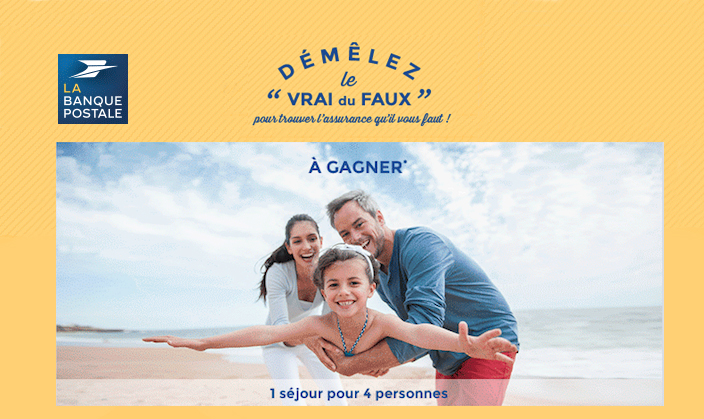 LA
BANQUE
POSTALE
DÉMÊLEZ
le
“ VRAI du FAUX ”
pour trouver l'assurance qu'il vous faut !
À GAGNER*
1 séjour pour 4 personnes